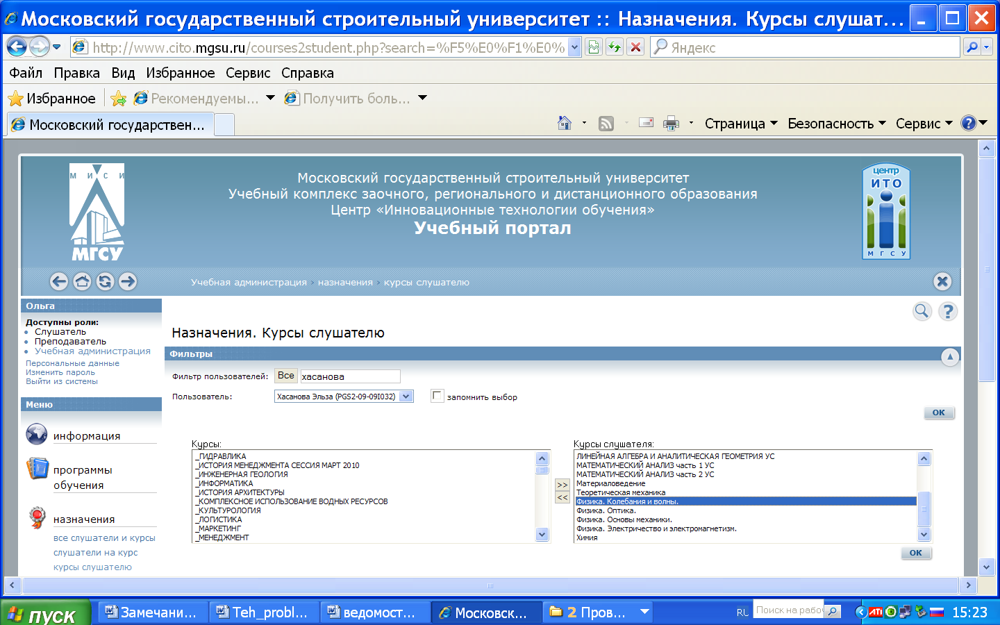 Московский государственный строительный университет :: Назначения. Курсы слушат...
http://www.cito.mgsu.ru/courses2student.php?search=%F5%E0%F1%E0%
Яндекс
Файл Правка Вид Избранное Сервис Справка
Избранное Рекомендуемы... Получить боль...
Московский государствен... Страница Безопасность Сервис
МИСИ
МГСУ
Московский государственный строительный университет
Учебный комплекс заочного, регионального и дистанционного образования
Центр «Инновационные технологии обучения»
Учебный портал
центр
ИТО
МГСУ
Учебная администрация › назначения › курсы слушателю
Ольга
Доступны роли:
Слушатель
Преподаватель
Учебная администрация
Персональные данные
Изменить пароль
Выйти из системы
Меню
информация
программы
обучения
назначения
все слушатели и курсы
слушатели на курс
курсы слушателю
Назначения. Курсы слушателю
Фильтры
Фильтр пользователей: Все хасанова
Пользователь: Хасанова Эльза (PGS2-09-09I032) запомнить выбор
ОК
Курсы:
_ГИДРАВЛИКА
_ИСТОРИЯ МЕНЕДЖМЕНТА СЕССИЯ МАРТ 2010
_ИНЖЕНЕРНАЯ ГЕОЛОГИЯ
_ИНФОРМАТИКА
_ИСТОРИЯ АРХИТЕКТУРЫ
_КОМПЛЕКСНОЕ ИСПОЛЬЗОВАНИЕ ВОДНЫХ РЕСУРСОВ
_КУЛЬТУРОЛОГИЯ
_ЛОГИСТИКА
_МАРКЕТИНГ
_МЕНЕДЖМЕНТ
>>
<<
Курсы слушателя:
ЛИНЕЙНАЯ АЛГЕБРА И АНАЛИТИЧЕСКАЯ ГЕОМЕТРИЯ УС
МАТЕМАТИЧЕСКИЙ АНАЛИЗ часть 1 УС
МАТЕМАТИЧЕСКИЙ АНАЛИЗ часть 2 УС
Материаловедение
Теоретическая механика
Физика. Колебания и волны.
Физика. Оптика.
Физика. Основы механики.
Физика. Электричество и электромагнетизм.
Химия
ОК
пуск Замечани... Teh_probl... ведомост... Московск... 2 Пров... RU Поиск на рабоч ATI 15:23